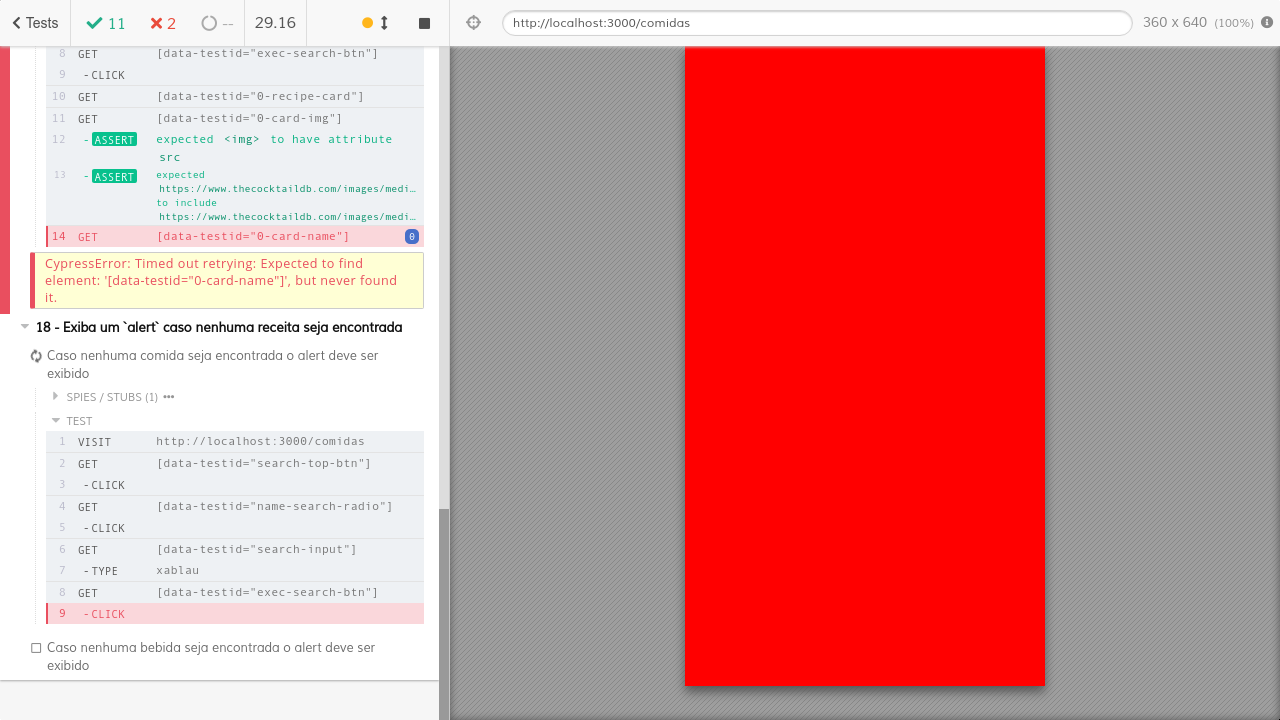 Tests
11
2
--
29.16
http://localhost:3000/comidas
360 x 640 (100%)
8 GET [data-testid="exec-search-btn"]
9 -CLICK
10 GET [data-testid="0-recipe-card"]
11 GET [data-testid="0-card-img"]
12 -ASSERT expected <img> to have attribute
src
13 -ASSERT expected
https://www.thecocktaildb.com/images/medi…
to include
https://www.thecocktaildb.com/images/medi…
14 GET [data-testid="0-card-name"] 0
CypressError: Timed out retrying: Expected to find
element: '[data-testid="0-card-name"]', but never found
it.
18 - Exiba um `alert` caso nenhuma receita seja encontrada
Caso nenhuma comida seja encontrada o alert deve ser
exibido
SPIES / STUBS (1) •••
TEST
1 VISIT http://localhost:3000/comidas
2 GET [data-testid="search-top-btn"]
3 -CLICK
4 GET [data-testid="name-search-radio"]
5 -CLICK
6 GET [data-testid="search-input"]
7 -TYPE xablau
8 GET [data-testid="exec-search-btn"]
9 -CLICK
Caso nenhuma bebida seja encontrada o alert deve ser
exibido